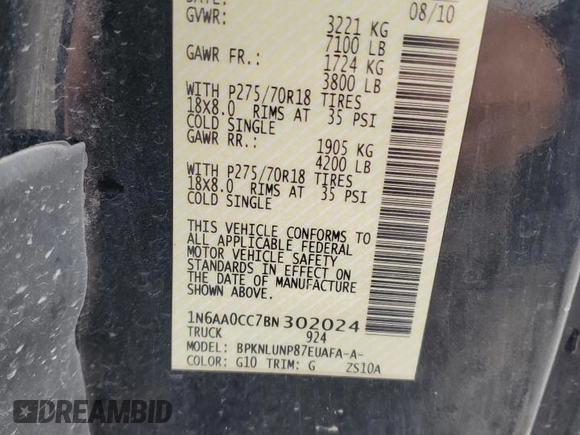 08/10
GVWR: 3221 KG
7100 LB
GAWR FR.: 1724 KG
3800 LB
WITH P275/70R18 TIRES
18X8.0 RIMS AT 35 PSI
COLD SINGLE
GAWR RR.: 1905 KG
4200 LB
WITH P275/70R18 TIRES
18X8.0 RIMS AT 35 PSI
COLD SINGLE
THIS VEHICLE CONFORMS TO
ALL APPLICABLE FEDERAL
MOTOR VEHICLE SAFETY
STANDARDS IN EFFECT ON
THE DATE OF MANUFACTURE
SHOWN ABOVE.
1N6AA0CC7BN302024
TRUCK 924
MODEL: BPKNLUNP87EUAFA-A-
COLOR: G10 TRIM: G ZS10A
DREAMBID